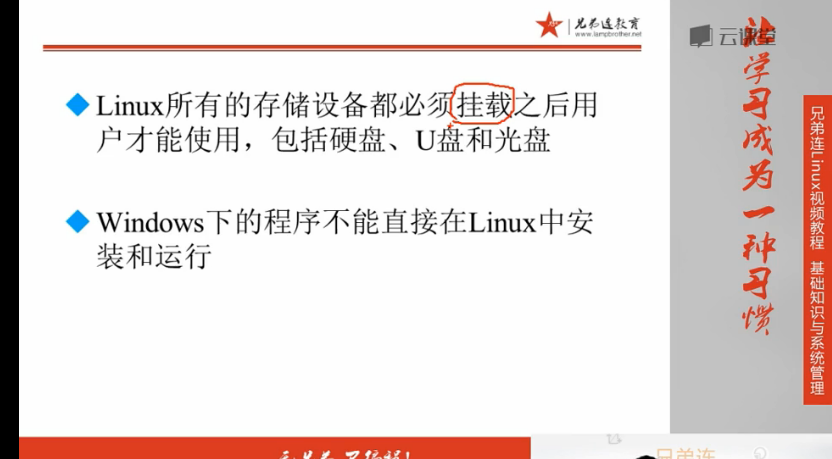 兄弟连教育
www.lampbrother.net
Linux所有的存储设备都必须挂载之后用
户才能使用，包括硬盘、U盘和光盘
Windows下的程序不能直接在Linux中安
装和运行
云课堂
让学习成为一种习惯
兄弟连Linux视频教程 基础知识与系统管理
兄弟连